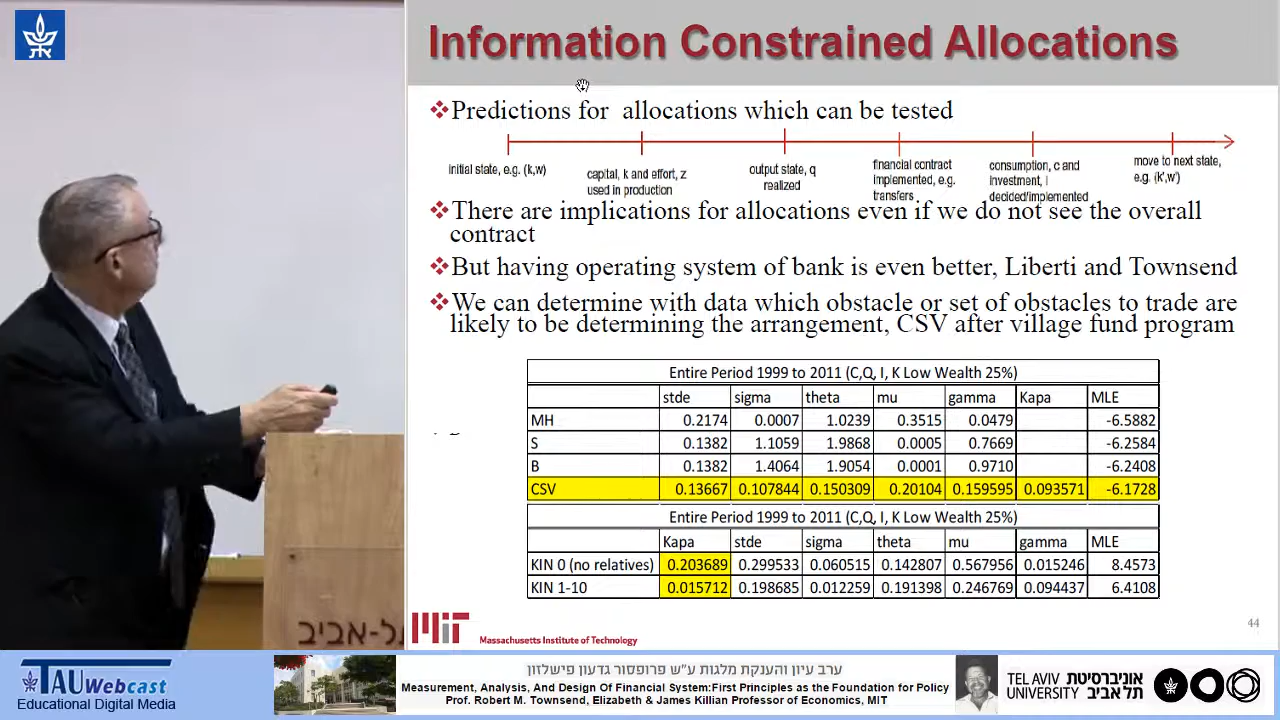 Information Constrained Allocations
❖Predictions for allocations which can be tested
initial state, e.g. (k,w)
capital, k and effort, z
used in production
output state, q
realized
financial contract
implemented, e.g.
transfers
consumption, c and
investment, i
decided/implemented
move to next state,
e.g. (k',w')
❖There are implications for allocations even if we do not see the overall
contract
❖But having operating system of bank is even better, Liberti and Townsend
❖We can determine with data which obstacle or set of obstacles to trade are
likely to be determining the arrangement, CSV after village fund program
Entire Period 1999 to 2011 (C,Q, I, K Low Wealth 25%)
stde sigma theta mu gamma Kapa MLE
MH 0.2174 0.0007 1.0239 0.3515 0.0479 -6.5882
S 0.1382 1.1059 1.9868 0.0005 0.7669 -6.2584
B 0.1382 1.4064 1.9054 0.0001 0.9710 -6.2408
CSV 0.13667 0.107844 0.150309 0.20104 0.159595 0.093571 -6.1728
Entire Period 1999 to 2011 (C,Q, I, K Low Wealth 25%)
Kapa stde sigma theta mu gamma MLE
KIN 0 (no relatives) 0.203689 0.299533 0.060515 0.142807 0.567956 0.015246 8.4573
KIN 1-10 0.015712 0.198685 0.012259 0.191398 0.246769 0.094437 6.4108
MIT Massachusetts Institute of Technology
44
תל-אביב
TAU Webcast
Educational Digital Media
ערב עיון והענקת מלגות ע"ש פרופסור גדעון פישלזון
Measurement, Analysis, And Design Of Financial System:First Principles as the Foundation for Policy
Prof. Robert M. Townsend, Elizabeth & James Killian Professor of Economics, MIT
TEL AVIV אוניברסיטת
UNIVERSITY תל אביב